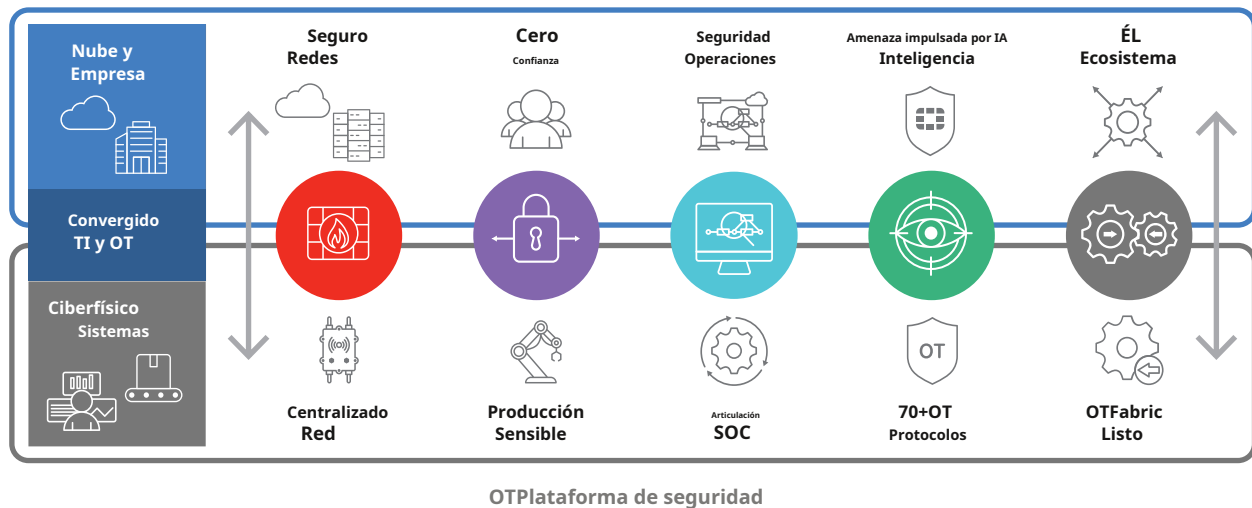 Nube y
Empresa
Convergido
TI y OT
Ciberfísico
Sistemas
Seguro
Redes
Cero
Confianza
Seguridad
Operaciones
Amenaza impulsada por IA
Inteligencia
ÉL
Ecosistema
Centralizado
Red
Producción
Sensible
Articulación
SOC
OT
70+OT
Protocolos
OTFabric
Listo
OTPlataforma de seguridad